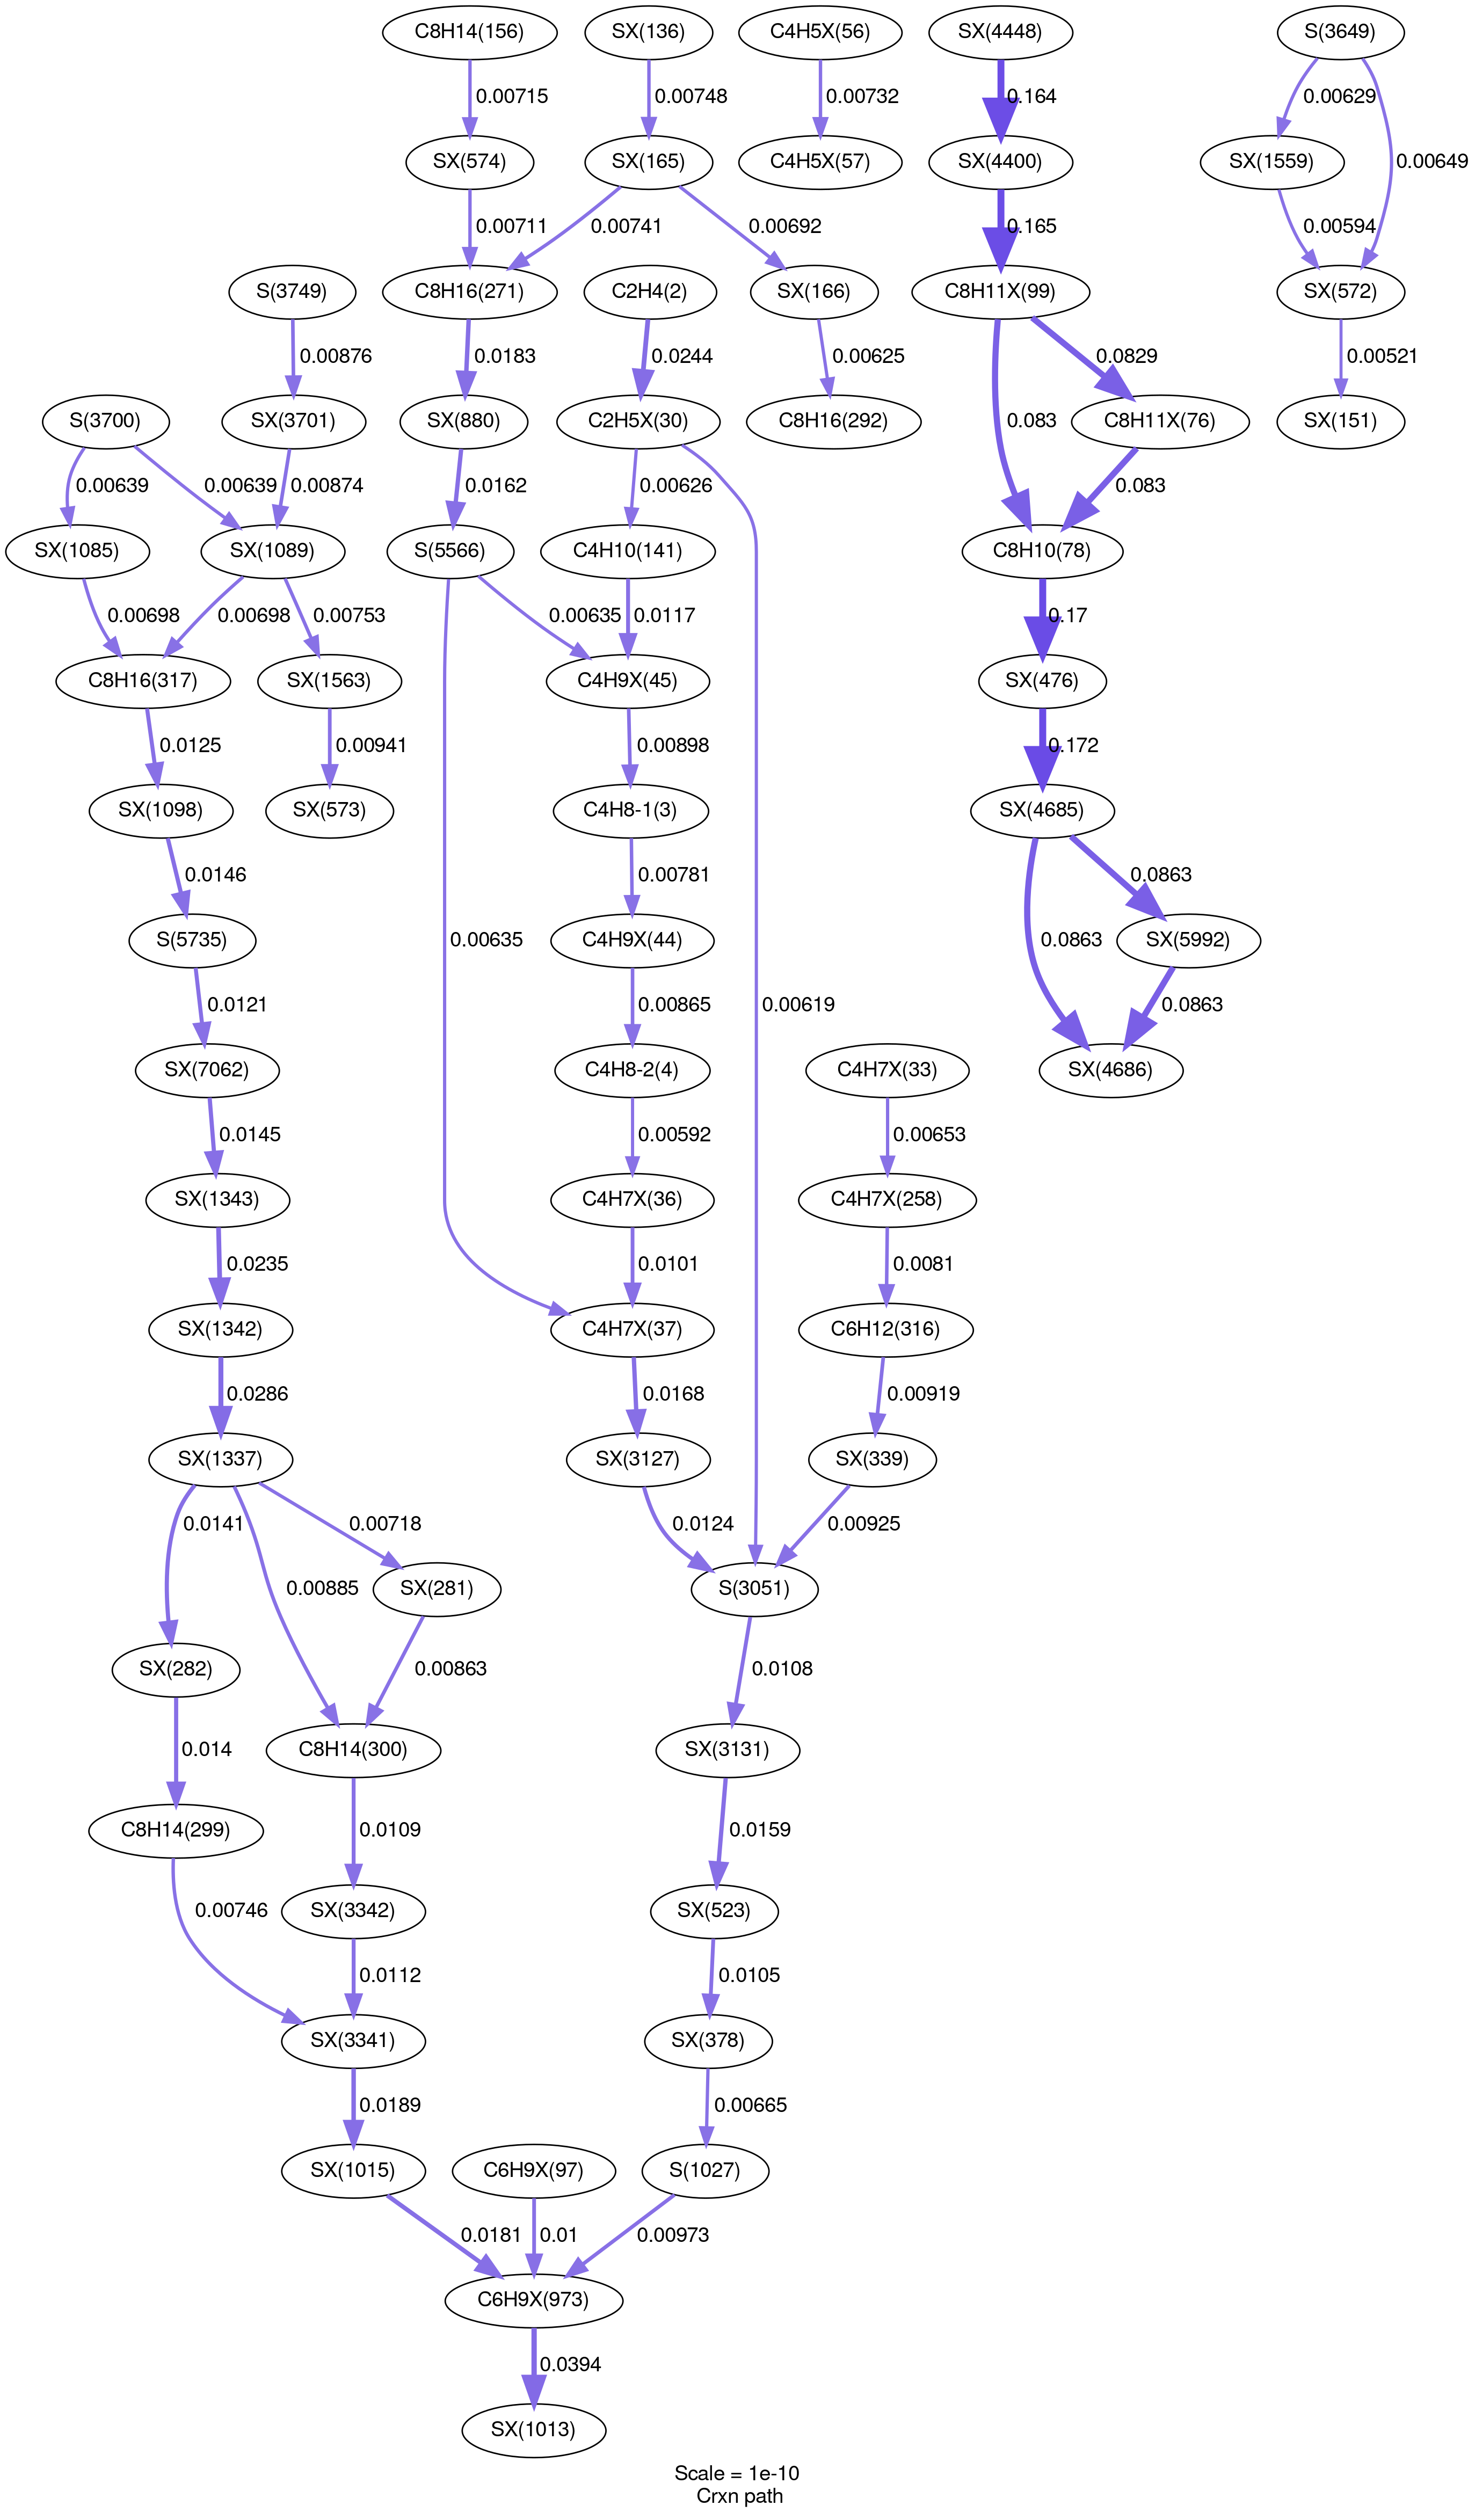 C8H14(156)
SX(136)
C4H5X(56)
SX(4448)
S(3649)
0.00715
0.00748
0.00732
0.164
0.00629
SX(574)
SX(165)
C4H5X(57)
SX(4400)
SX(1559)
0.00649
0.00711
0.00741
0.00692
0.165
0.00594
S(3749)
C8H16(271)
C2H4(2)
SX(166)
C8H11X(99)
SX(572)
0.00876
0.0183
0.0244
0.00625
0.0829
0.00521
S(3700)
SX(3701)
SX(880)
C2H5X(30)
C8H16(292)
0.083
C8H11X(76)
SX(151)
0.00639
0.00639
0.00874
0.0162
0.00626
0.083
SX(1085)
SX(1089)
S(5566)
C4H10(141)
C8H10(78)
0.00698
0.00698
0.00753
0.00635
0.0117
0.17
C8H16(317)
SX(1563)
C4H9X(45)
SX(476)
0.0125
0.00941
0.00898
0.172
SX(1098)
SX(573)
C4H8-1(3)
SX(4685)
0.0146
0.00781
0.0863
S(5735)
0.00635
C4H9X(44)
0.0863
SX(5992)
0.0121
0.00865
0.00619
0.0863
SX(7062)
C4H8-2(4)
C4H7X(33)
SX(4686)
0.0145
0.00592
0.00653
SX(1343)
C4H7X(36)
C4H7X(258)
0.0235
0.0101
0.0081
SX(1342)
C4H7X(37)
C6H12(316)
0.0286
0.0168
0.00919
SX(1337)
SX(3127)
SX(339)
0.0141
0.00718
0.0124
0.00925
0.00885
SX(281)
S(3051)
SX(282)
0.00863
0.0108
0.014
C8H14(300)
SX(3131)
C8H14(299)
0.0109
0.0159
0.00746
SX(3342)
SX(523)
0.0112
0.0105
SX(3341)
SX(378)
0.0189
0.00665
SX(1015)
C6H9X(97)
S(1027)
0.0181
0.01
0.00973
C6H9X(973)
0.0394
SX(1013)
Scale = 1e-10
Crxn path